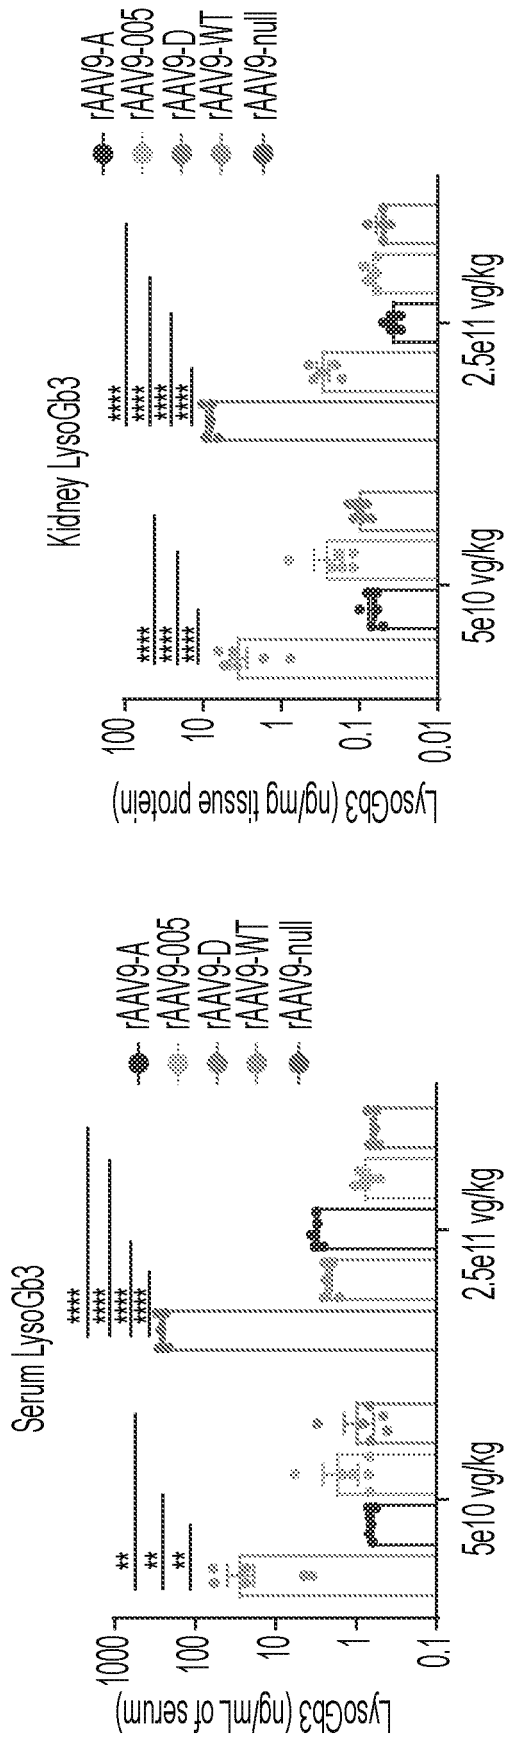 Serum LysoGb3
LysoGb3 (ng/mL of serum)
1000
100
10
1
0.1
**
**
**
****
****
****
****
5e10 vg/kg
2.5e11 vg/kg
rAAV9-A
rAAV9-005
rAAV9-D
rAAV9-WT
rAAV9-null
Kidney LysoGb3
LysoGb3 (ng/mg tissue protein)
100
10
1
0.1
0.01
****
****
****
****
****
****
****
5e10 vg/kg
2.5e11 vg/kg
rAAV9-A
rAAV9-005
rAAV9-D
rAAV9-WT
rAAV9-null